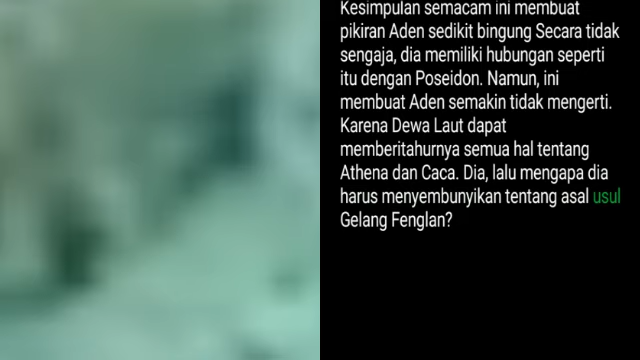 Kesimpulan semacam ini membuat
pikiran Aden sedikit bingung Secara tidak
sengaja, dia memiliki hubungan seperti
itu dengan Poseidon. Namun, ini
membuat Aden semakin tidak mengerti.
Karena Dewa Laut dapat
memberitahurnya semua hal tentang
Athena dan Caca. Dia, lalu mengapa dia
harus menyembunyikan tentang asal usul
Gelang Fenglan?